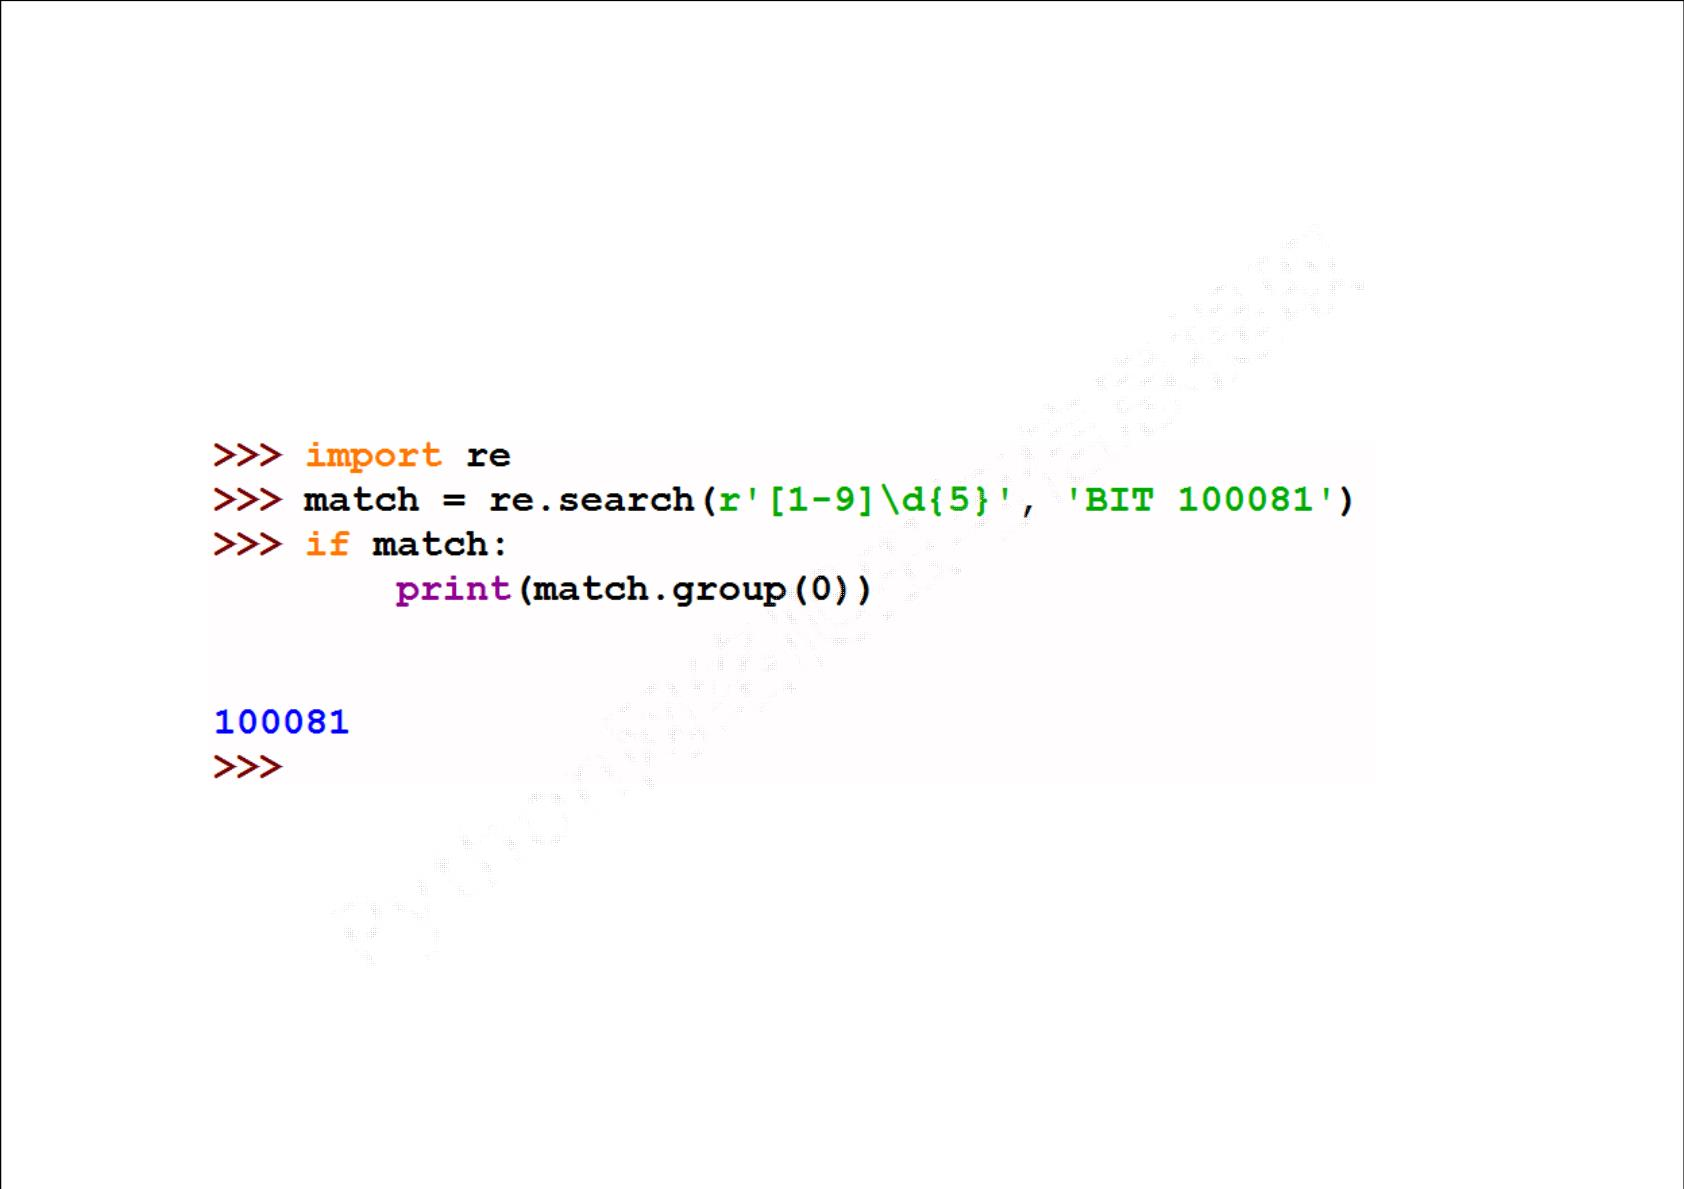 >>> import re
>>> match = re.search(r'[1-9]\d{5}', 'BIT 100081')
>>> if match:
        print(match.group(0))
100081
>>>